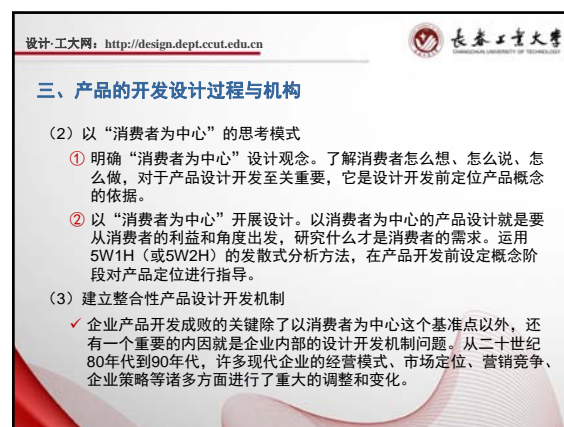 设计·工大网：http://design.dept.ccut.edu.cn
长春工业大学
CHANGCHUN UNIVERSITY OF TECHNOLOGY
三、产品的开发设计过程与机构
（2）以“消费者为中心”的思考模式
① 明确“消费者为中心”设计观念。了解消费者怎么想、怎么说、怎
么做，对于产品设计开发至关重要，它是设计开发前定位产品概念
的依据。
② 以“消费者为中心”开展设计。以消费者为中心的产品设计就是要
从消费者的利益和角度出发，研究什么才是消费者的需求。运用
5W1H（或5W2H）的发散式分析方法，在产品开发前设定概念阶
段对产品定位进行指导。
（3）建立整合性产品设计开发机制
✓ 企业产品开发成败的关键除了以消费者为中心这个基准点以外，还
有一个重要的内因就是企业内部的设计开发机制问题。从二十世纪
80年代到90年代，许多现代企业的经营模式、市场定位、营销竞争、
企业策略等诸多方面进行了重大的调整和变化。